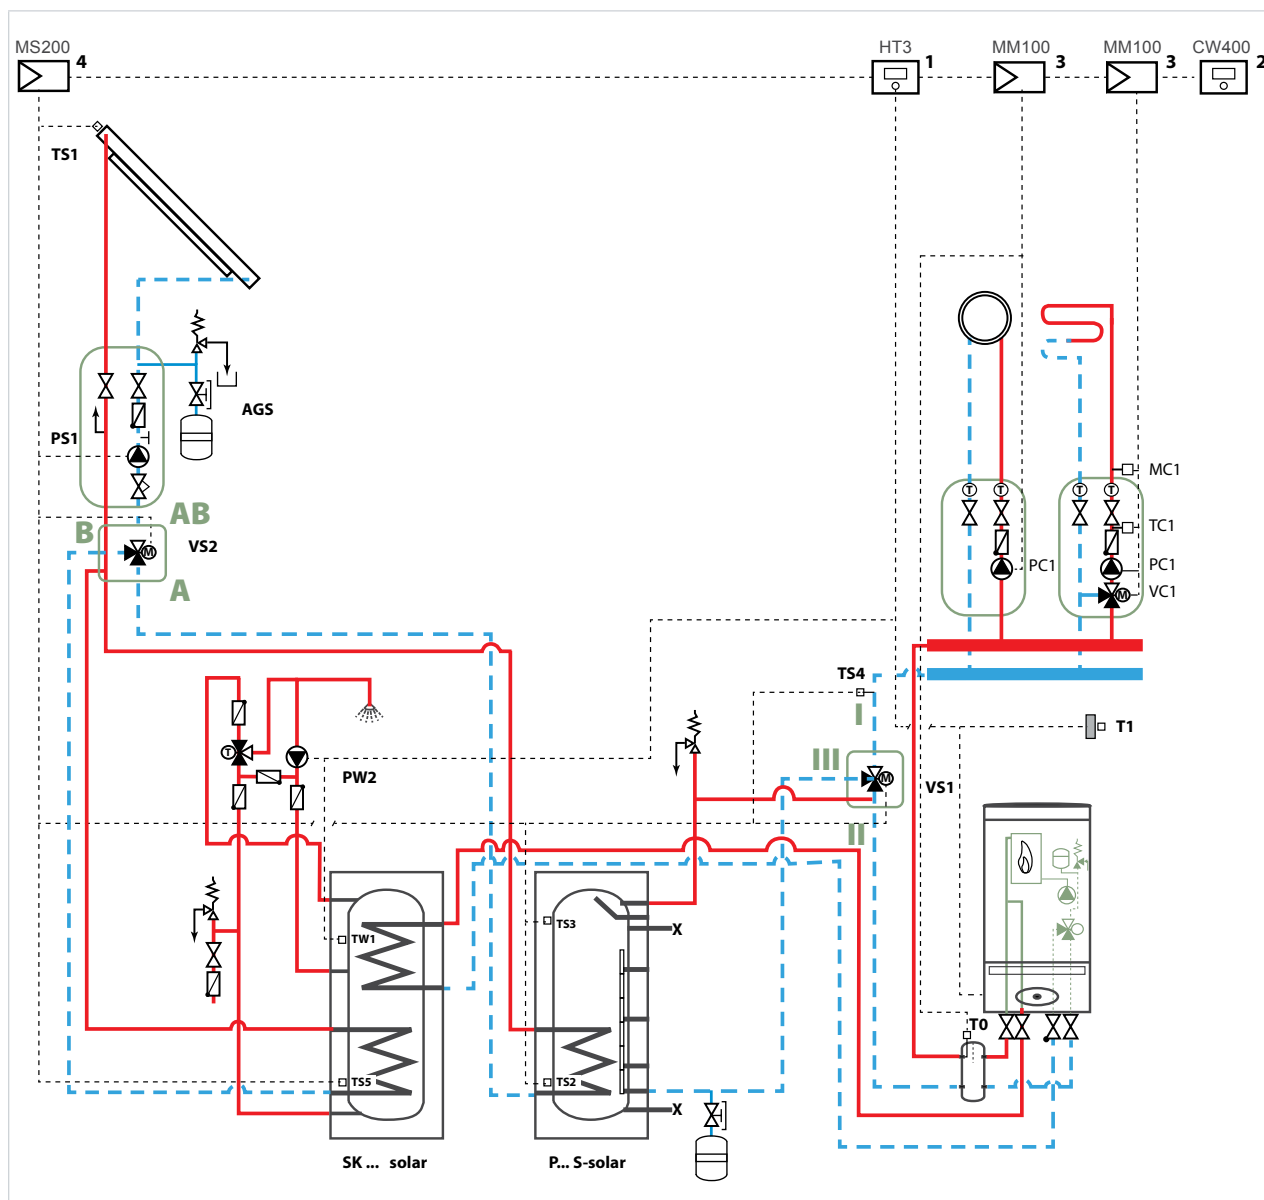 MS200
4
HT3
1
MM100
3
MM100
3
CW400
2
TS1
AGS
PS1
AB
B
VS2
A
M
T
T
T
T
MC1
TC1
PC1
PC1
VC1
M
TS4
I
T1
III
M
VS1
II
T
PW2
TW1
TS3
X
T0
TS5
TS2
X
SK ... solar
P... S-solar